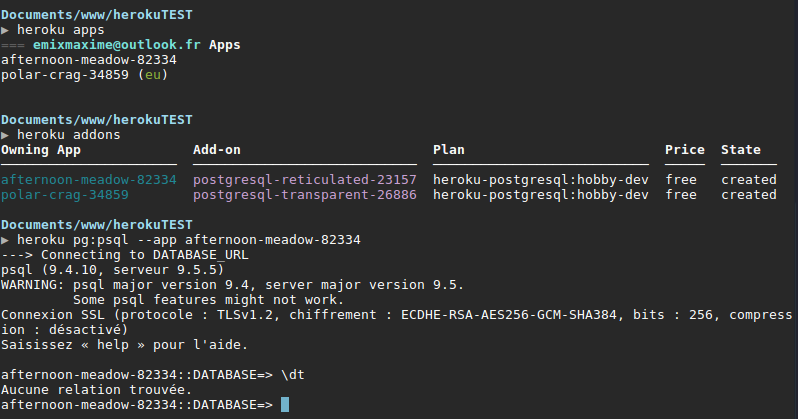 Documents/www/herokuTEST
▶ heroku apps
=== emixmaxime@outlook.fr Apps
afternoon-meadow-82334
polar-crag-34859 (eu)
Documents/www/herokuTEST
▶ heroku addons
Owning App Add-on Plan Price State
afternoon-meadow-82334 postgresql-reticulated-23157 heroku-postgresql:hobby-dev free created
polar-crag-34859 postgresql-transparent-26886 heroku-postgresql:hobby-dev free created
Documents/www/herokuTEST
▶ heroku pg:psql --app afternoon-meadow-82334
---> Connecting to DATABASE_URL
psql (9.4.10, serveur 9.5.5)
WARNING: psql major version 9.4, server major version 9.5.
Some psql features might not work.
Connexion SSL (protocole : TLSv1.2, chiffrement : ECDHE-RSA-AES256-GCM-SHA384, bits : 256, compress
ion : désactivé)
Saisissez « help » pour l'aide.
afternoon-meadow-82334::DATABASE=> \dt
Aucune relation trouvée.
afternoon-meadow-82334::DATABASE=>